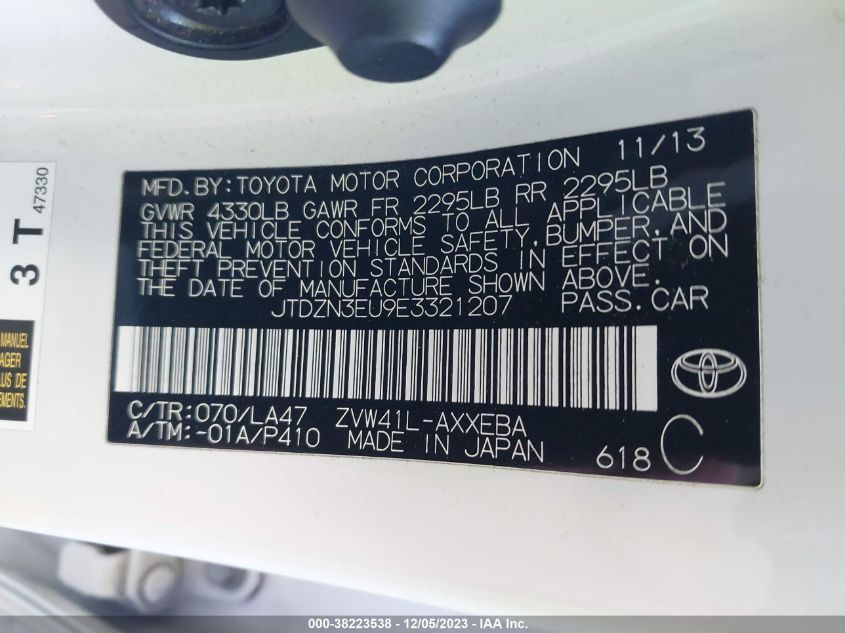 MFD. BY: TOYOTA MOTOR CORPORATION 11/13
GVWR 4330LB GAWR FR 2295LB RR 2295LB
THIS VEHICLE CONFORMS TO ALL APPLICABLE
FEDERAL MOTOR VEHICLE SAFETY, BUMPER, AND
THEFT PREVENTION STANDARDS IN EFFECT ON
THE DATE OF MANUFACTURE SHOWN ABOVE.
JTDZN3EU9E3321207 PASS. CAR
C/TR: 070/LA47 ZVW41L-AXXEBA
A/TM: -01A/P410 MADE IN JAPAN
618 C
3 T
47330
MANUEL
LUS DE
000-38223538 - 12/05/2023 - IAA Inc.